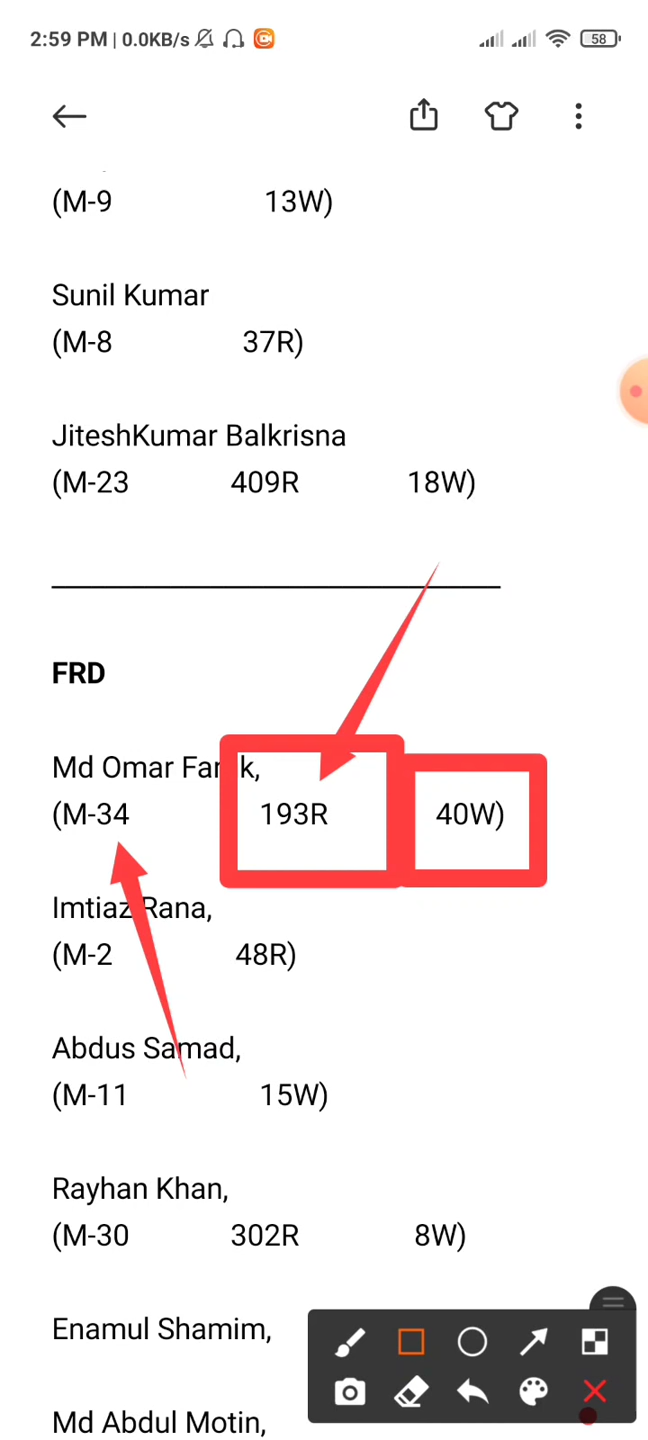 2:59 PM | 0.0KB/s 58
(M-9 13W)
Sunil Kumar
(M-8 37R)
JiteshKumar Balkrisna
(M-23 409R 18W)
FRD
Md Omar
(M-34 193R 40W)
Imtiaz Rana,
(M-2 48R)
Abdus Samad,
(M-11 15W)
Rayhan Khan,
(M-30 302R 8W)
Enamul Shamim,
Md Abdul Motin,